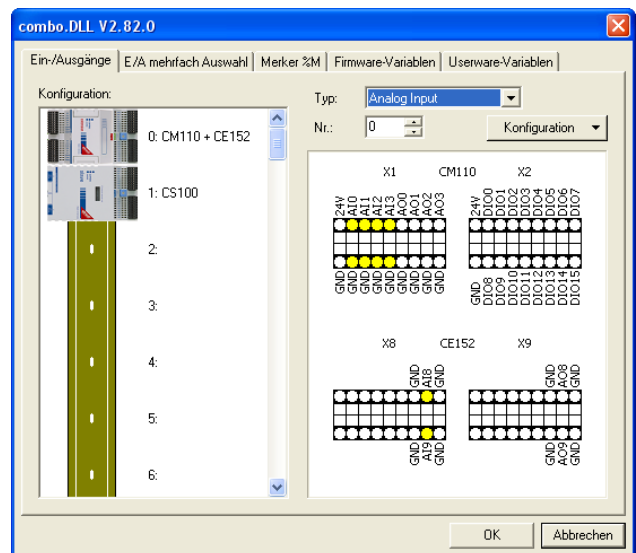 combo.DLL V2.82.0
Ein-/Ausgänge E/A mehrfach Auswahl Merker %M Firmware-Variablen Userware-Variablen
Konfiguration:
Typ: Analog Input
Nr.: 0 Konfiguration
0: CM110 + CE152
1: CS100
2:
3:
4:
5:
6:
X1 CM110 X2
24V AI0 AI1 AI2 AI3 AO0 AO1 AO2 AO3 24V DIO0 DIO1 DIO2 DIO3 DIO4 DIO5 DIO6 DIO7
GND GND GND GND GND GND GND GND GND GND DIO8 DIO9 DIO10 DIO11 DIO12 DIO13 DIO14 DIO15
X8 CE152 X9
GND AI8 GND GND AO8 GND
GND AI9 GND GND AO9 GND
OK Abbrechen